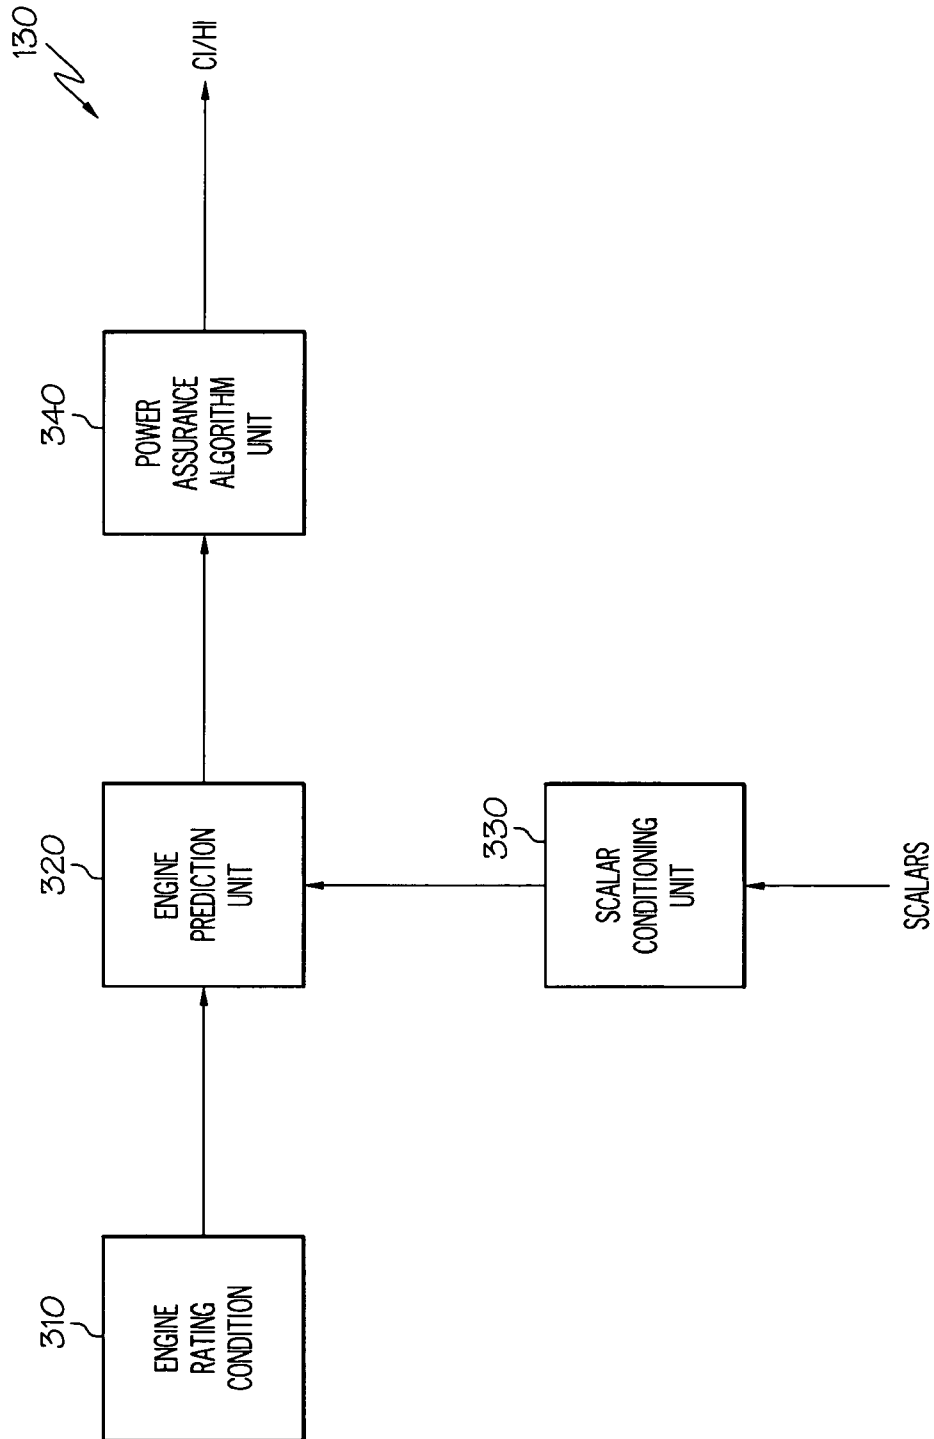 130
CI/HI
340
POWER
ASSURANCE
ALGORITHM
UNIT
320
ENGINE
PREDICTION
UNIT
330
SCALAR
CONDITIONING
UNIT
SCALARS
310
ENGINE
RATING
CONDITION